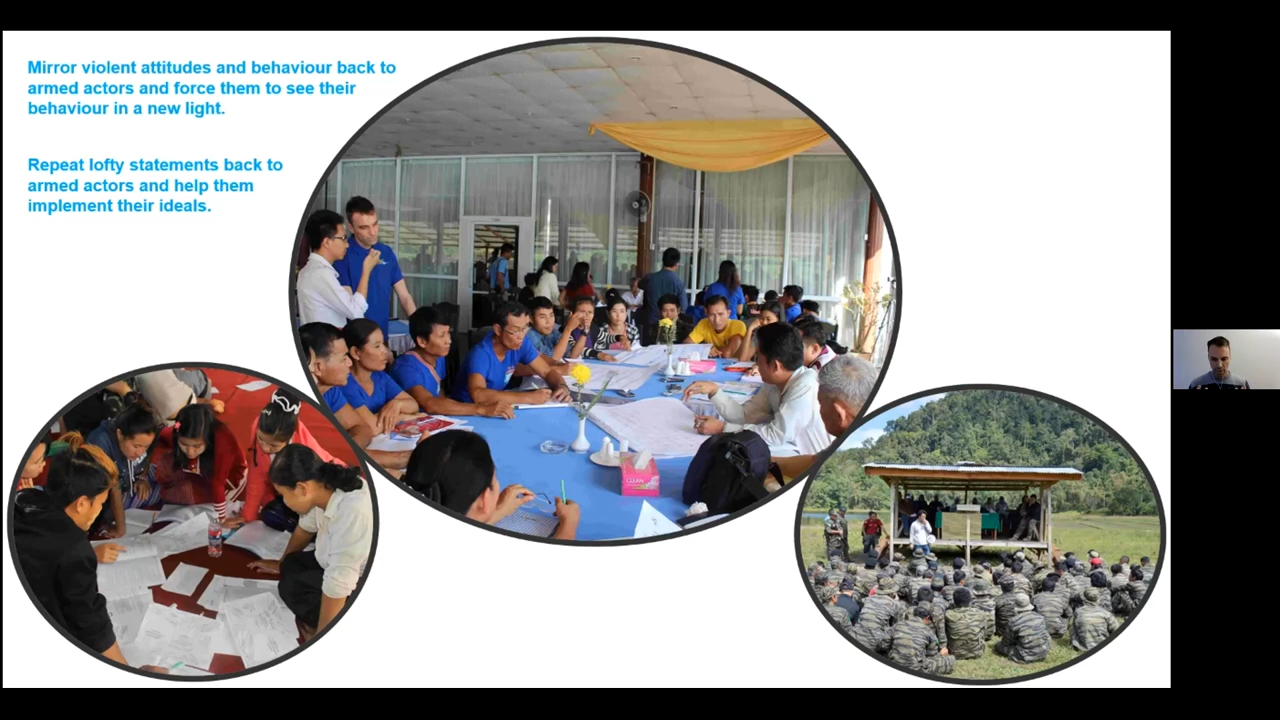 Mirror violent attitudes and behaviour back to
armed actors and force them to see their
behaviour in a new light.
Repeat lofty statements back to
armed actors and help them
implement their ideals.